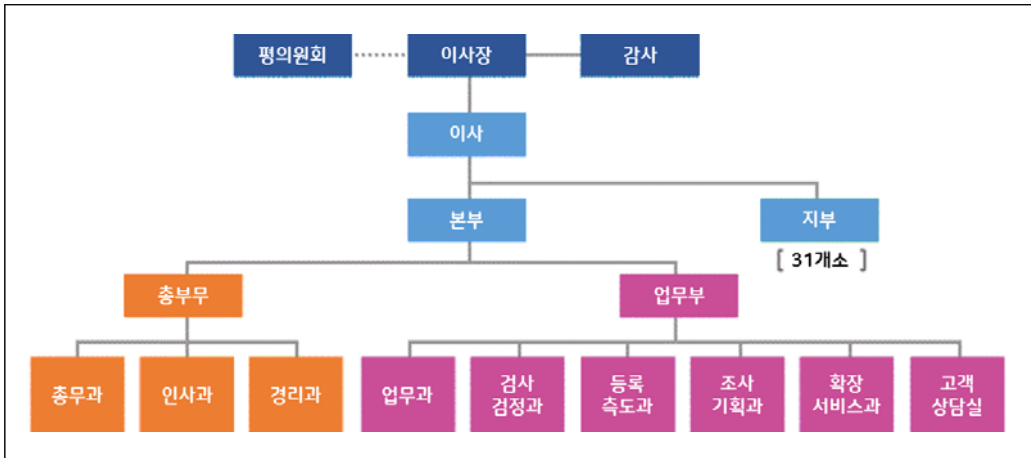 평의원회 이사장 감사
이사
본부 지부
[ 31개소 ]
총부무 업무부
총무과 인사과 경리과 업무과
검사
검정과
등록
측도과
조사
기획과
확장
서비스과
고객
상담실